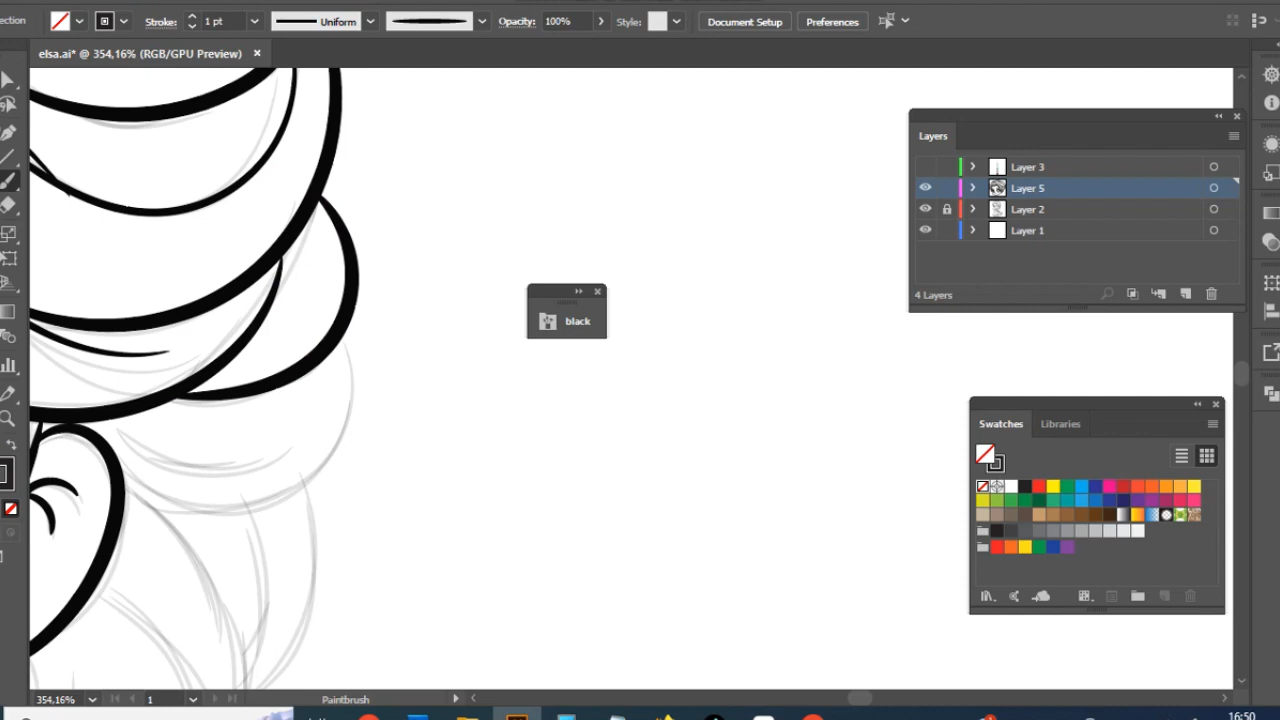 ection
Stroke: 1 pt Uniform Opacity: 100% Style: Document Setup Preferences
elsa.ai* @ 354,16% (RGB/GPU Preview) ×
Layers
Layer 3
Layer 5
Layer 2
Layer 1
4 Layers
black
Swatches Libraries
354,16% 1 Paintbrush
16:50